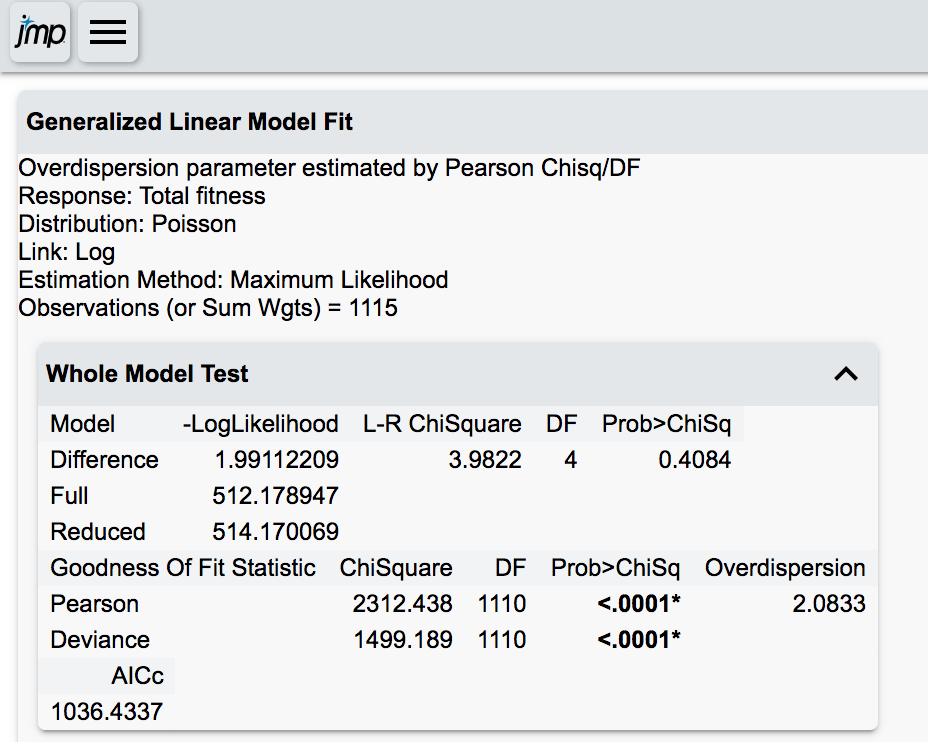 jmp
Generalized Linear Model Fit
Overdispersion parameter estimated by Pearson Chisq/DF
Response: Total fitness
Distribution: Poisson
Link: Log
Estimation Method: Maximum Likelihood
Observations (or Sum Wgts) = 1115
Whole Model Test
Model -LogLikelihood L-R ChiSquare DF Prob>ChiSq
Difference 1.99112209 3.9822 4 0.4084
Full 512.178947
Reduced 514.170069
Goodness Of Fit Statistic ChiSquare DF Prob>ChiSq Overdispersion
Pearson 2312.438 1110 <.0001* 2.0833
Deviance 1499.189 1110 <.0001*
AICc
1036.4337